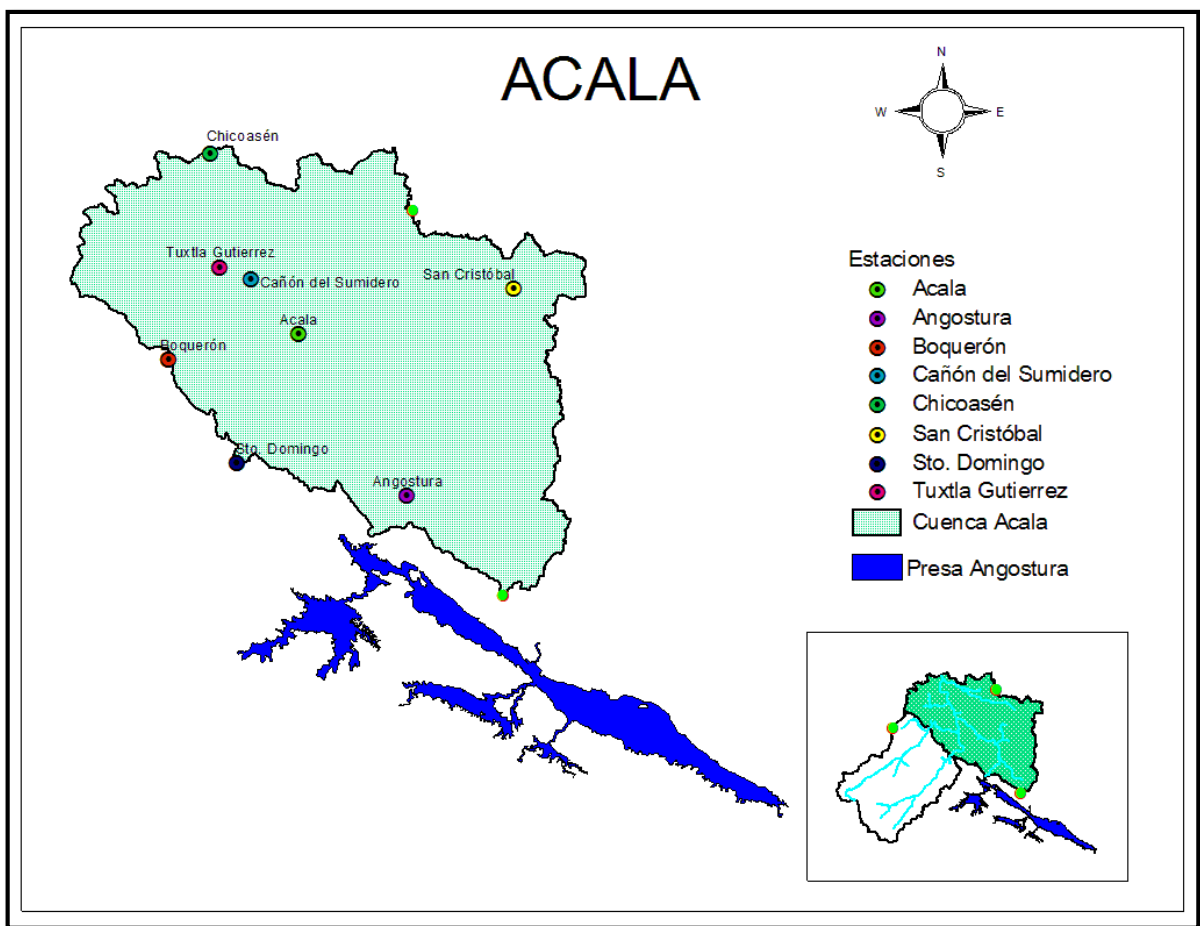 ACALA
N
W
E
S
Chicoasén
Tuxtla Gutierrez
Cañón del Sumidero
San Cristóbal
Acala
Boquerón
Sto. Domingo
Angostura
Estaciones
Acala
Angostura
Boquerón
Cañón del Sumidero
Chicoasén
San Cristóbal
Sto. Domingo
Tuxtla Gutierrez
Cuenca Acala
Presa Angostura